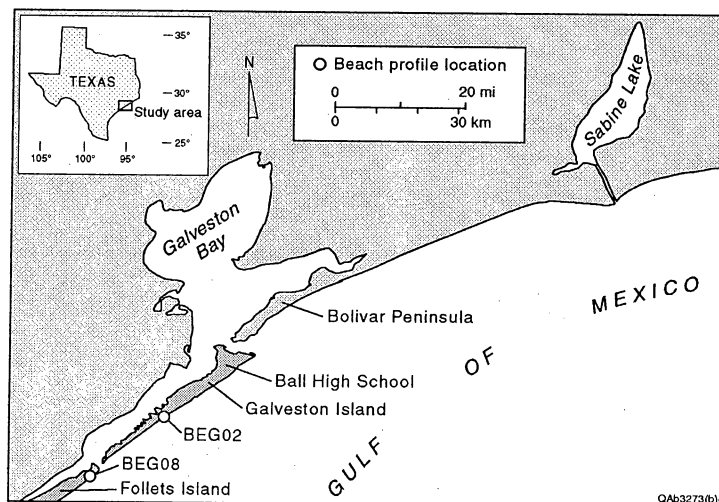 TEXAS
35°
30°
25°
Study area
105°
100°
95°
N
Beach profile location
0
20 mi
0
30 km
Sabine Lake
Galveston
Bay
Bolivar Peninsula
Ball High School
Galveston Island
BEG02
BEG08
Follets Island
GULF OF MEXICO
QAb3273(b)